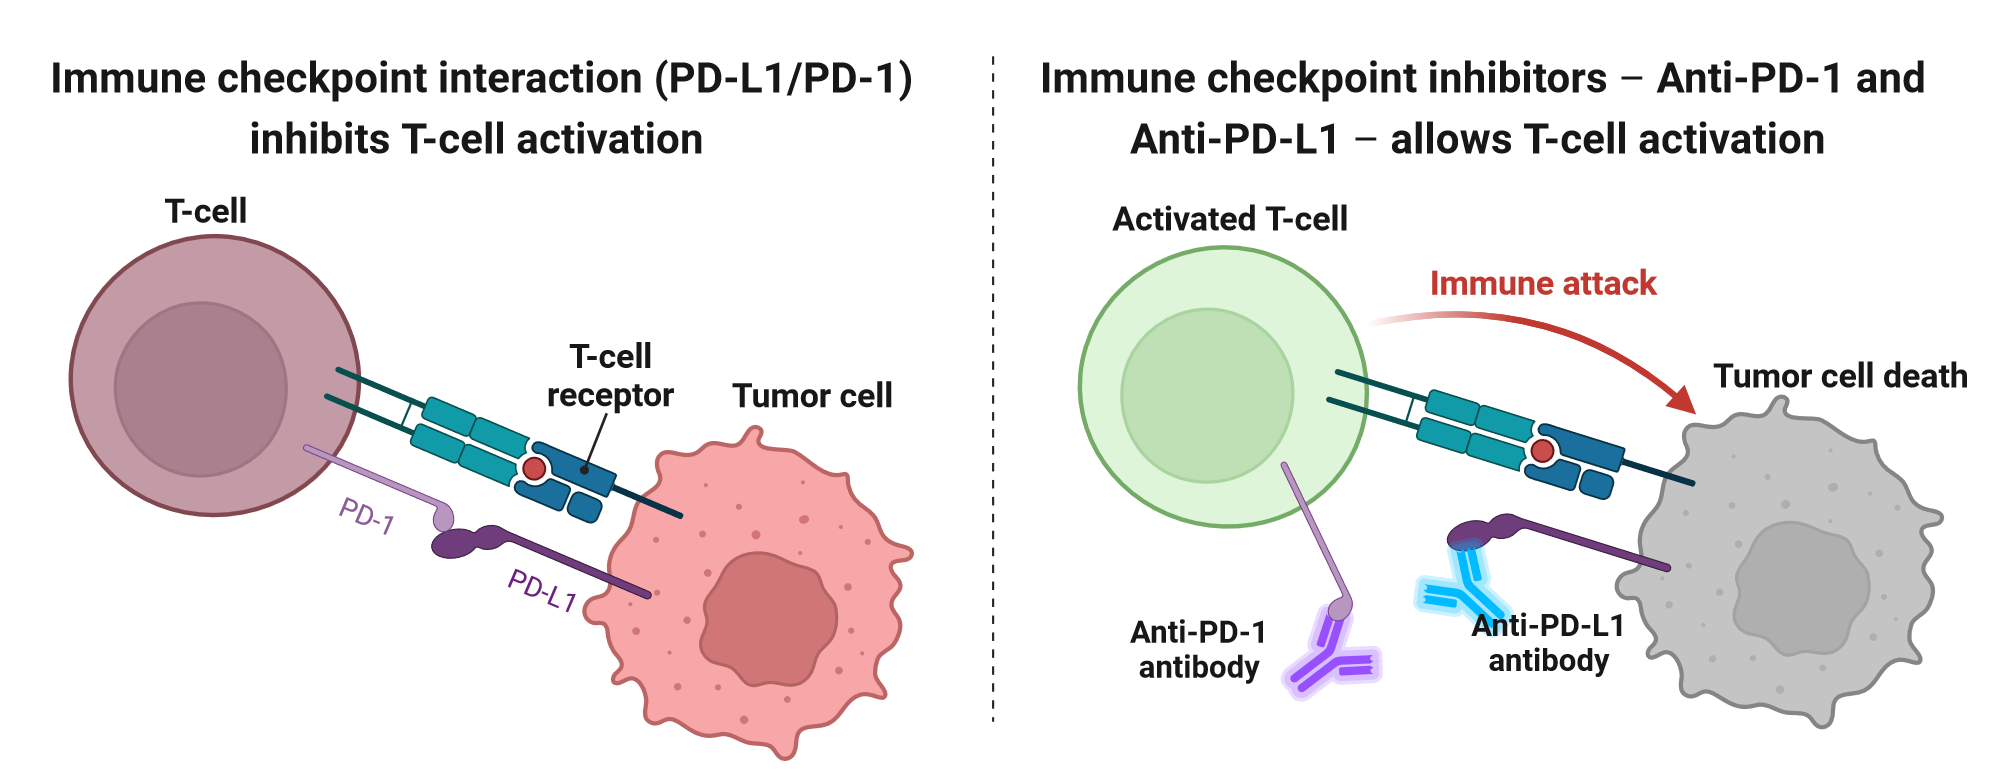 Immune checkpoint interaction (PD-L1/PD-1)
inhibits T-cell activation
T-cell
T-cell
receptor
Tumor cell
PD-1
PD-L1
Immune checkpoint inhibitors – Anti-PD-1 and
Anti-PD-L1 – allows T-cell activation
Activated T-cell
Immune attack
Tumor cell death
Anti-PD-1
antibody
Anti-PD-L1
antibody